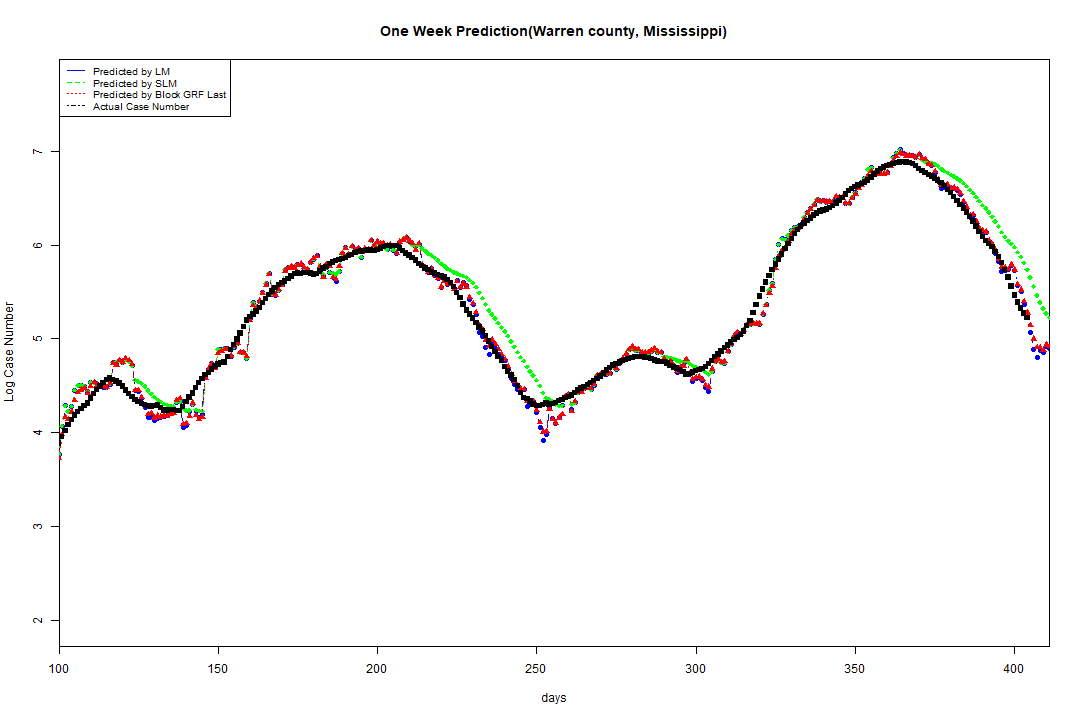 One Week Prediction(Warren county, Mississippi)
Predicted by LM
Predicted by SLM
Predicted by Block GRF Last
Actual Case Number
Log Case Number
7
6
5
4
3
2
100 150 200 250 300 350 400
days